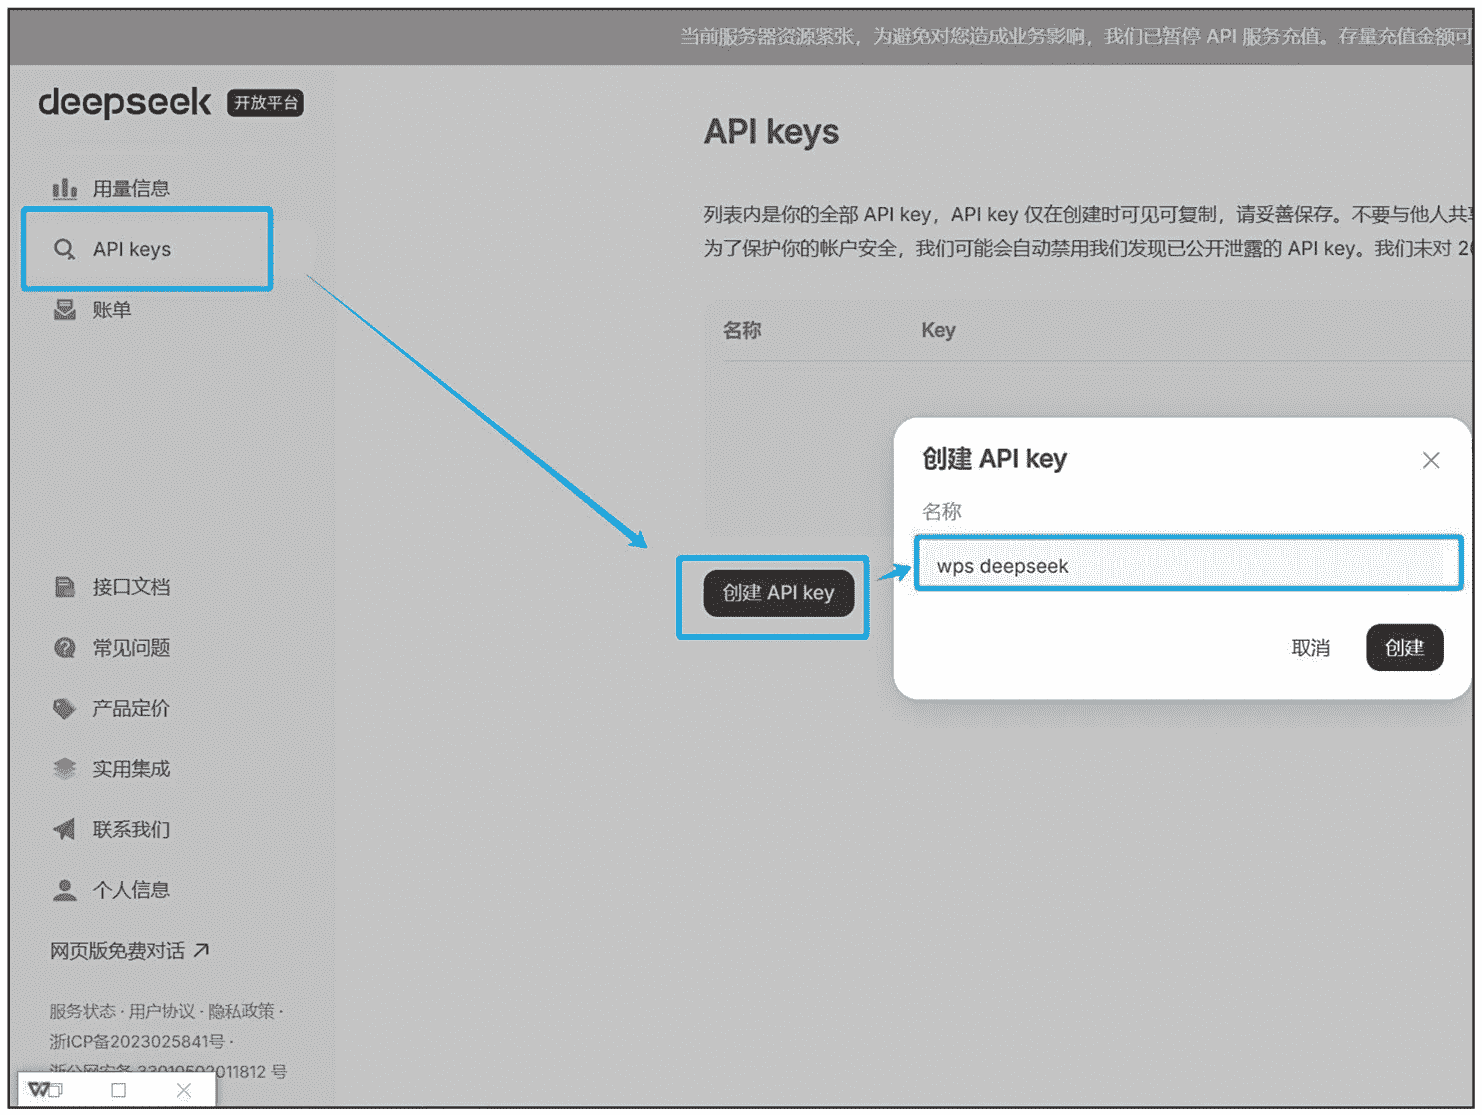 当前服务器资源紧张，为避免对您造成业务影响，我们已暂停 API 服务充值。存量充值金额可
deepseek 开放平台
API keys
用量信息
API keys
账单
列表内是你的全部 API key，API key 仅在创建时可见可复制，请妥善保存。不要与他人共
为了保护你的帐户安全，我们可能会自动禁用我们发现已公开泄露的 API key。我们未对 20
名称 Key
创建 API key
名称
wps deepseek
创建 API key
取消 创建
接口文档
常见问题
产品定价
实用集成
联系我们
个人信息
网页版免费对话
服务状态 · 用户协议 · 隐私政策 ·
浙ICP备2023025841号 ·
浙公网安备 33010502011812 号